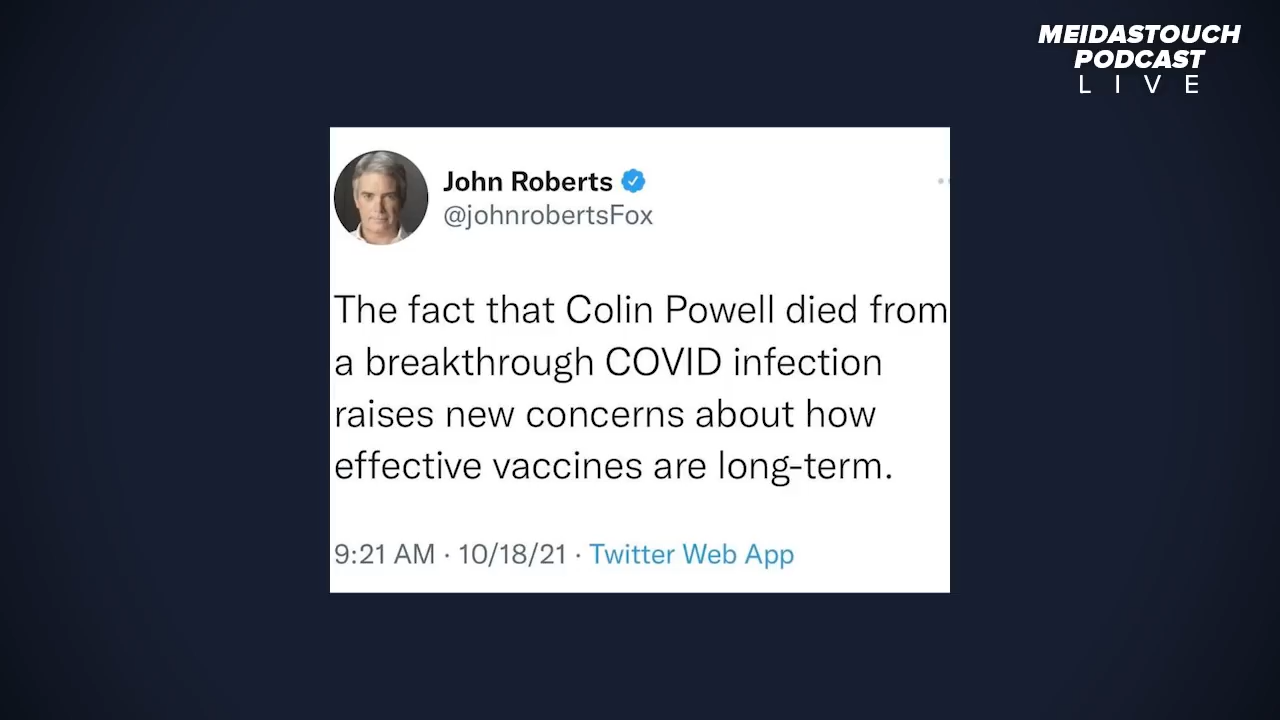 MEIDASTOUCH
PODCAST
LIVE
John Roberts
@johnrobertsFox
The fact that Colin Powell died from
a breakthrough COVID infection
raises new concerns about how
effective vaccines are long-term.
9:21 AM · 10/18/21 · Twitter Web App